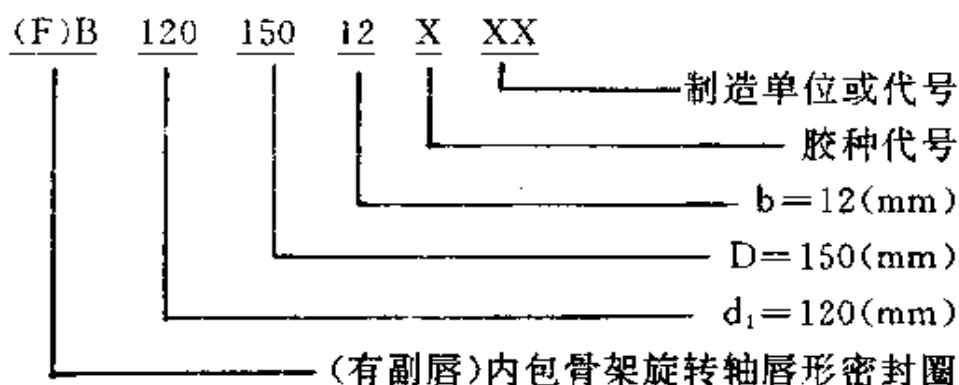 (F)B 120 150 12 X XX
制造单位或代号
胶种代号
b=12(mm)
D=150(mm)
d₁=120(mm)
(有副唇)内包骨架旋转轴唇形密封圈